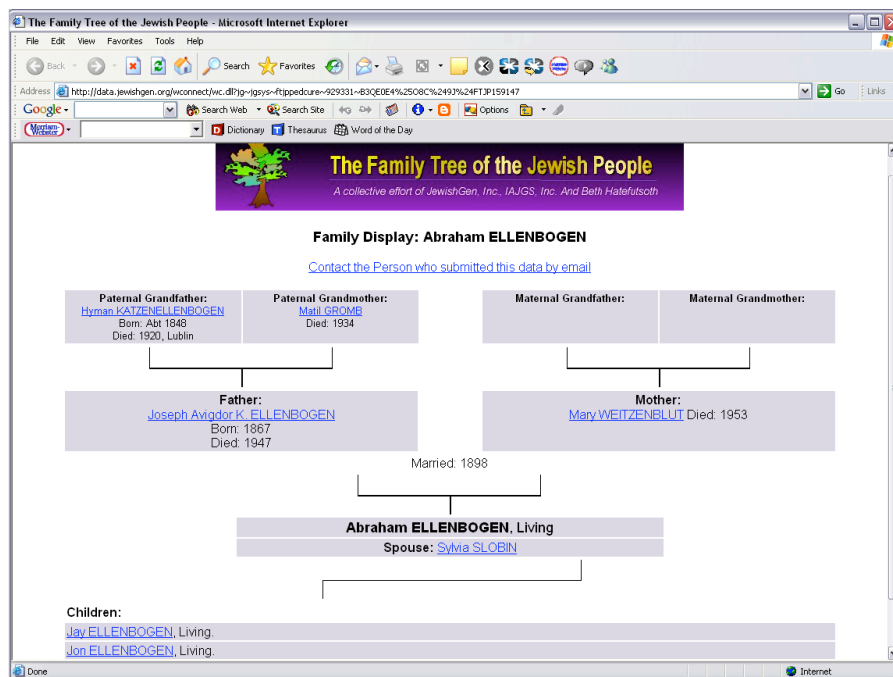 The Family Tree of the Jewish People - Microsoft Internet Explorer
File Edit View Favorites Tools Help
Back Search Favorites
Address http://data.jewishgen.org/wconnect/wc.dll?jg~jgsys~ftjppedcure~929331~B3QE0E4%25O8C%249J%24FTJP159147 Go Links
Google Search Web Search Site Options
Merriam-Webster Dictionary Thesaurus Word of the Day
The Family Tree of the Jewish People
A collective effort of JewishGen, Inc., IAJGS, Inc. And Beth Hatefutsoth
Family Display: Abraham ELLENBOGEN
Contact the Person who submitted this data by email
Paternal Grandfather:
Hyman KATZENELLENBOGEN
Born: Abt 1848
Died: 1920, Lublin
Paternal Grandmother:
Matil GROMB
Died: 1934
Maternal Grandfather:
Maternal Grandmother:
Father:
Joseph Avigdor K. ELLENBOGEN
Born: 1867
Died: 1947
Mother:
Mary WEITZENBLUT Died: 1953
Married: 1898
Abraham ELLENBOGEN, Living
Spouse: Sylvia SLOBIN
Children:
Jay ELLENBOGEN, Living.
Jon ELLENBOGEN, Living.
Done Internet